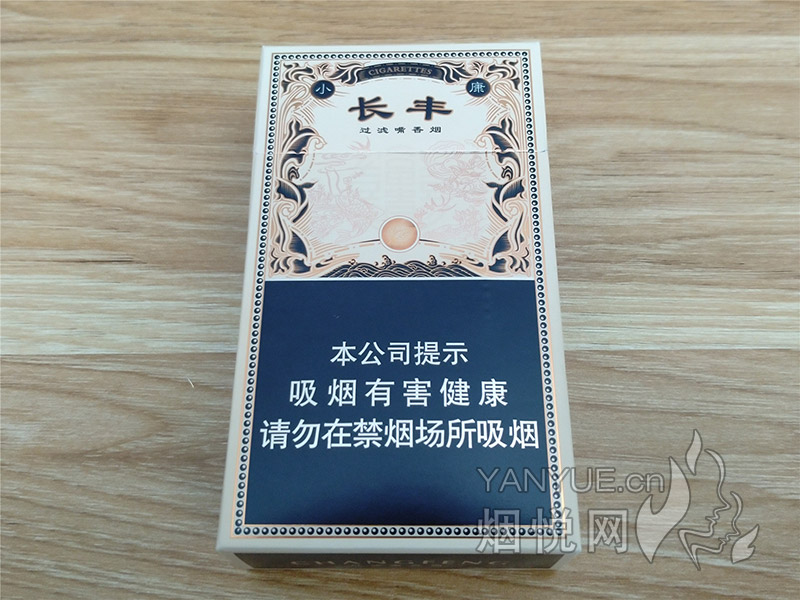 CIGARETTES
小 康
长丰
过滤嘴香烟
本公司提示
吸烟有害健康
请勿在禁烟场所吸烟
CHANGFENG
YANYUE.cn
烟悦网